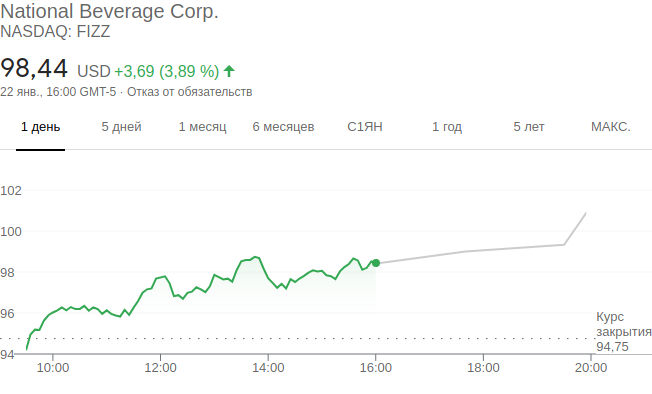 National Beverage Corp.
NASDAQ: FIZZ
98,44 USD +3,69 (3,89 %)
22 янв., 16:00 GMT-5 · Отказ от обязательств
1 день 5 дней 1 месяц 6 месяцев С1ЯН 1 год 5 лет МАКС.
102
100
98
96
Курс
закрытия
94,75
94
10:00 12:00 14:00 16:00 18:00 20:00